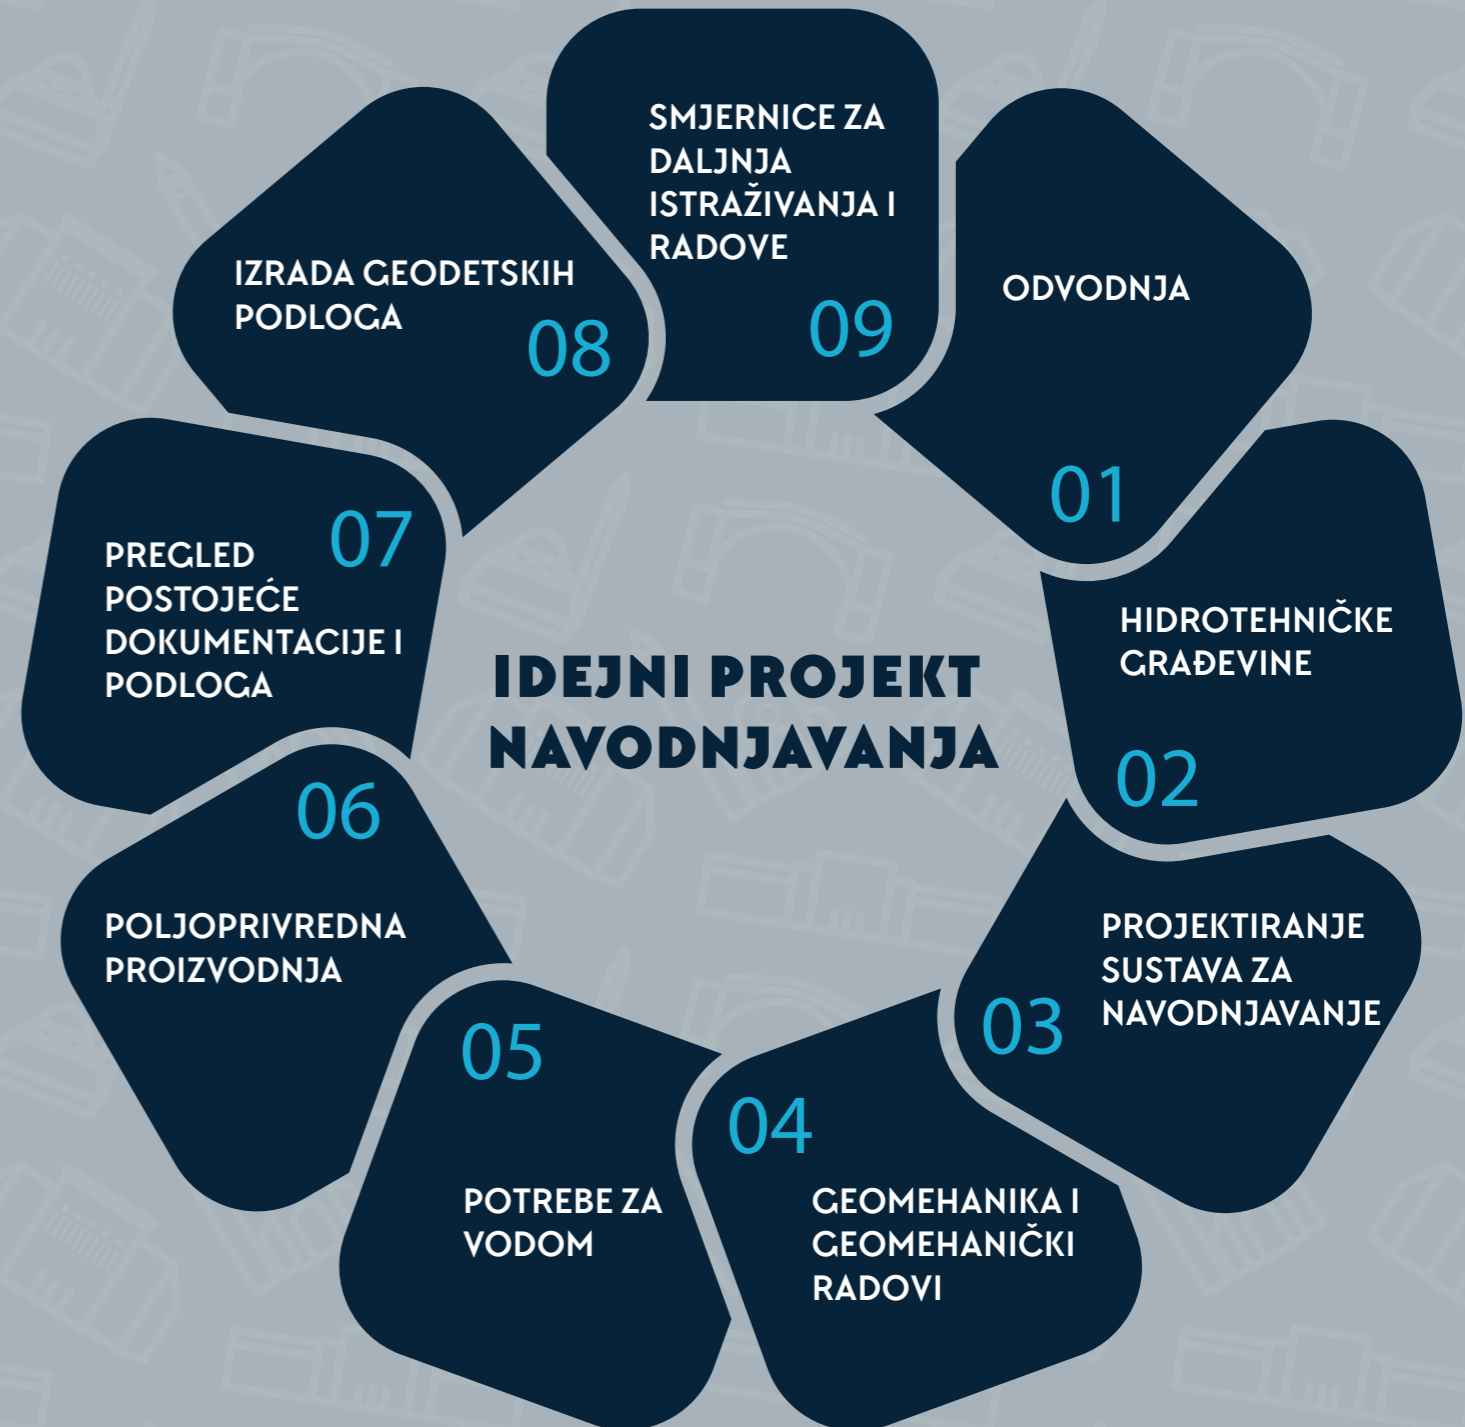 IDEJNI PROJEKT
NAVODNJAVANJA
ODVODNJA
01
HIDROTEHNIČKE
GRAĐEVINE
02
PROJEKTIRANJE
SUSTAVA ZA
NAVODNJAVANJE
03
GEOMEHANIKA I
GEOMEHANIČKI
RADOVI
04
POTREBE ZA
VODOM
05
POLJOPRIVREDNA
PROIZVODNJA
06
PREGLED
POSTOJEĆE
DOKUMENTACIJE I
PODLOGA
07
IZRADA GEODETSKIH
PODLOGA
08
SMJERNICE ZA
DALJNJA
ISTRAŽIVANJA I
RADOVE
09